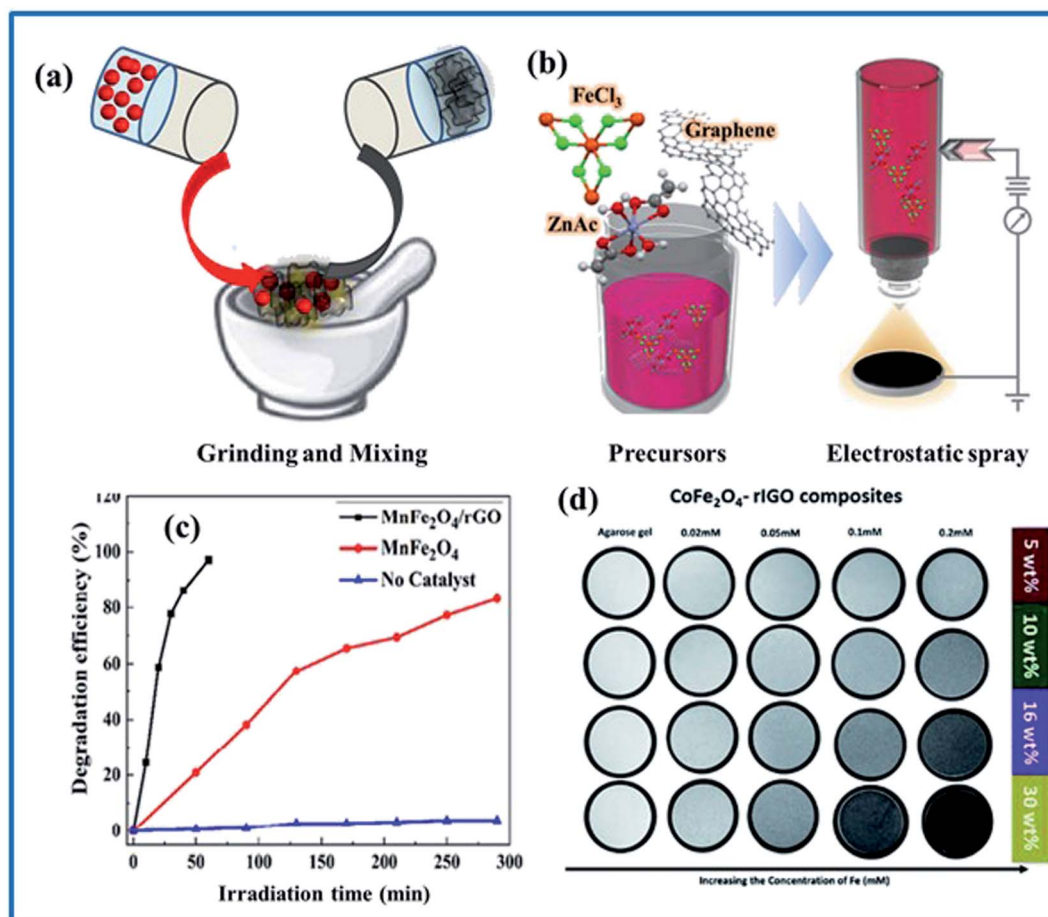 (a)
(b)
FeCl₃
Graphene
ZnAc
Grinding and Mixing
Precursors
Electrostatic spray
(c)
MnFe₂O₄/rGO
MnFe₂O₄
No Catalyst
Degradation efficiency (%)
120
100
80
60
40
20
0
0 50 100 150 200 250 300
Irradiation time (min)
(d)
CoFe₂O₄- rIGO composites
Agarose gel 0.02mM 0.05mM 0.1mM 0.2mM
5 wt%
10 wt%
16 wt%
30 wt%
Increasing the Concentration of Fe (mM)